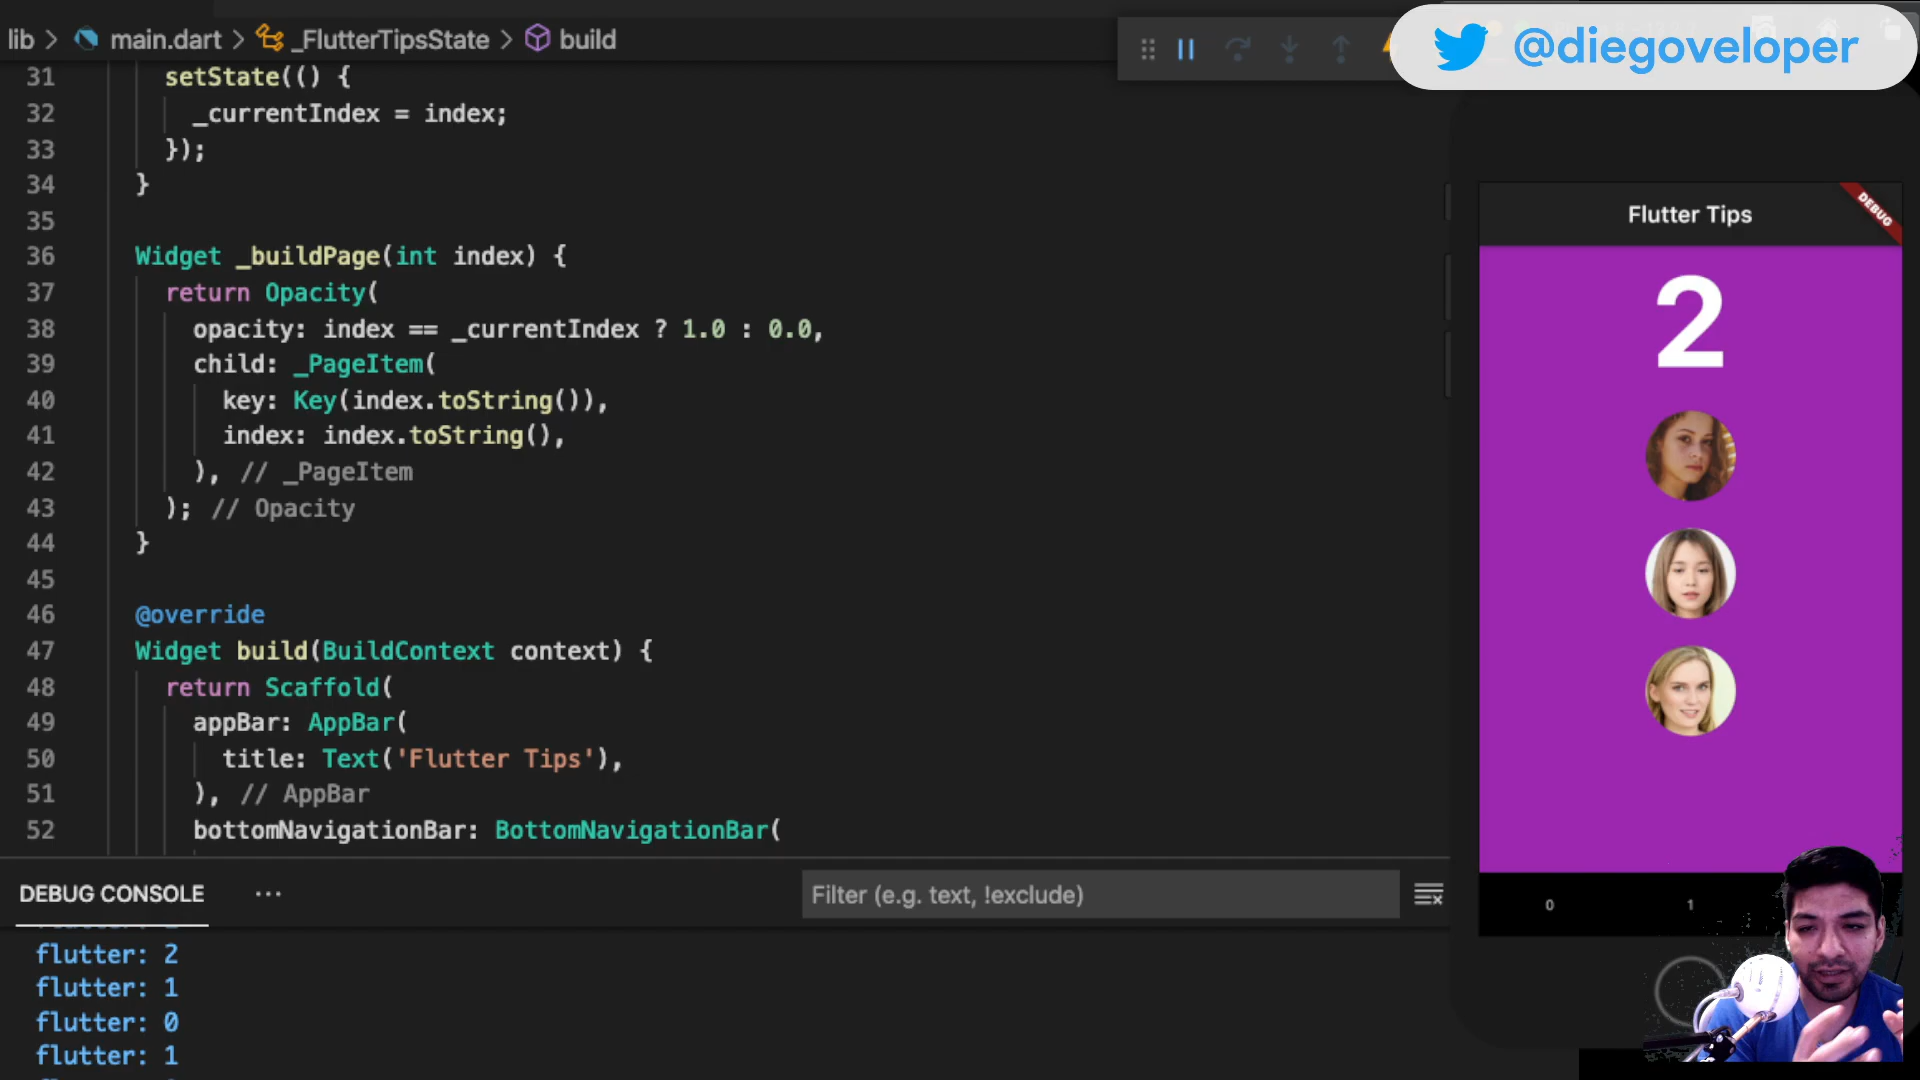 lib > main.dart > _FlutterTipsState > build
@diegoveloper
31 setState(() {
32 _currentIndex = index;
33 });
34 }
35
36 Widget _buildPage(int index) {
37 return Opacity(
38 opacity: index == _currentIndex ? 1.0 : 0.0,
39 child: _PageItem(
40 key: Key(index.toString()),
41 index: index.toString(),
42 ), // _PageItem
43 ); // Opacity
44 }
45
46 @override
47 Widget build(BuildContext context) {
48 return Scaffold(
49 appBar: AppBar(
50 title: Text('Flutter Tips'),
51 ), // AppBar
52 bottomNavigationBar: BottomNavigationBar(
DEBUG CONSOLE ...
Filter (e.g. text, !exclude)
flutter: 2
flutter: 1
flutter: 0
flutter: 1
Flutter Tips
DEBUG
2
0 1